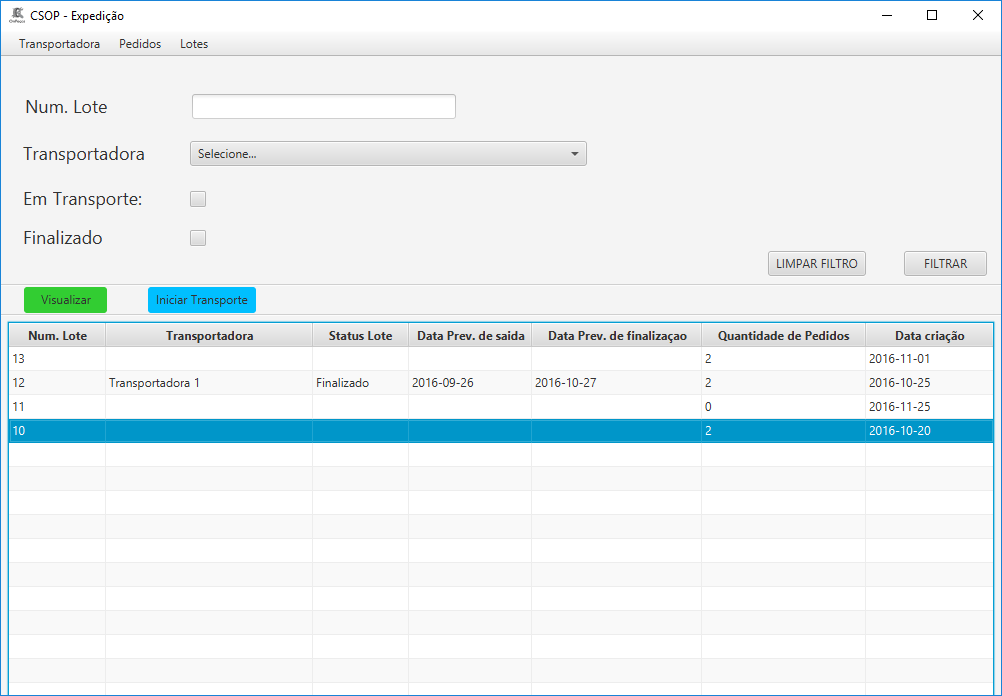 CSOP - Expedição
Transportadora Pedidos Lotes
Num. Lote
Transportadora Selecione...
Em Transporte:
Finalizado
LIMPAR FILTRO FILTRAR
Visualizar Iniciar Transporte
Num. Lote Transportadora Status Lote Data Prev. de saida Data Prev. de finalizaçao Quantidade de Pedidos Data criação
13 2 2016-11-01
12 Transportadora 1 Finalizado 2016-09-26 2016-10-27 2 2016-10-25
11 0 2016-11-25
10 2 2016-10-20